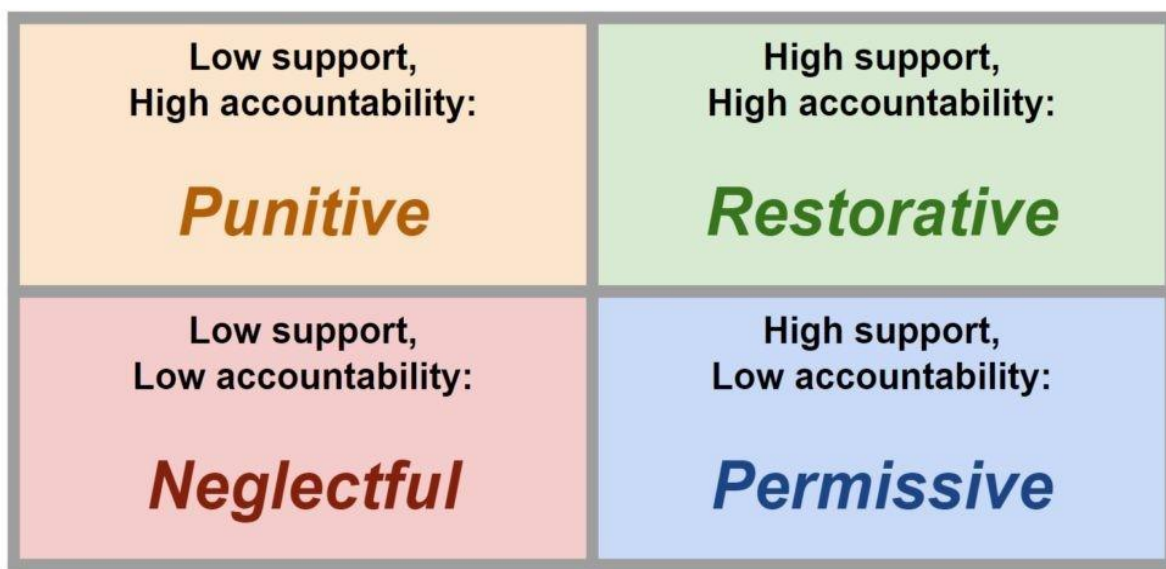 Low support,
High accountability:
Punitive
High support,
High accountability:
Restorative
Low support,
Low accountability:
Neglectful
High support,
Low accountability:
Permissive